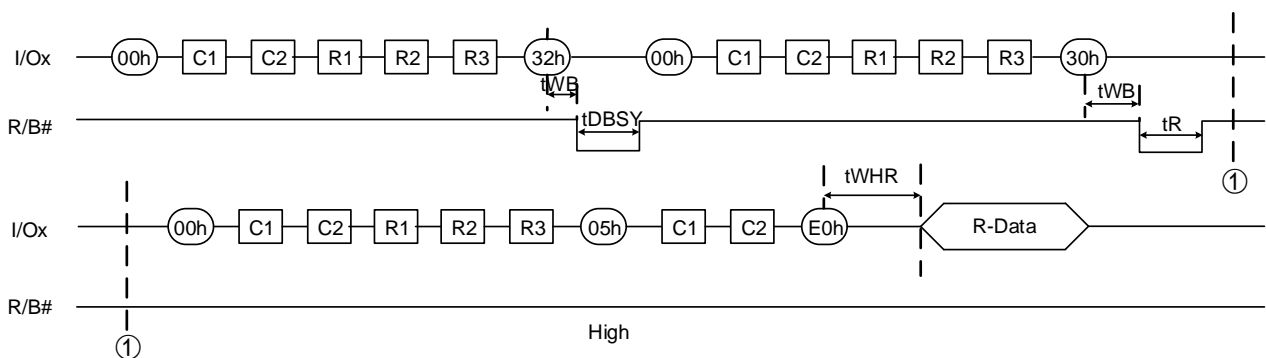 I/Ox 00h C1 C2 R1 R2 R3 32h 00h C1 C2 R1 R2 R3 30h
tWB tWB
R/B# tDBSY tR
①
tWHR
I/Ox 00h C1 C2 R1 R2 R3 05h C1 C2 E0h R-Data
R/B#
High
①